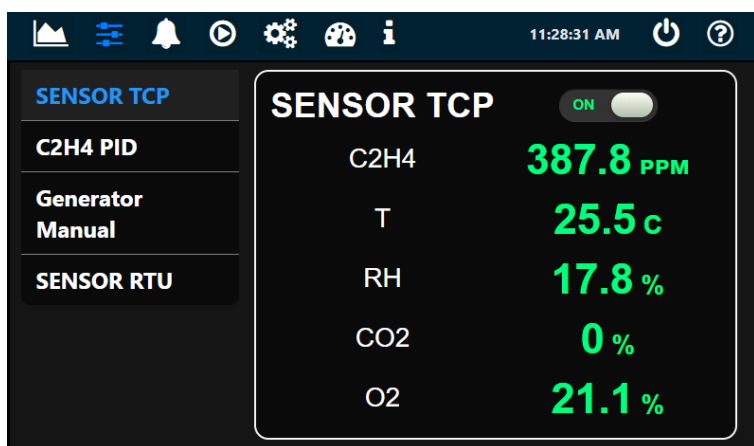 11:28:31 AM
SENSOR TCP
C2H4 PID
Generator
Manual
SENSOR RTU
SENSOR TCP ON
C2H4 387.8 PPM
T 25.5 C
RH 17.8 %
CO2 0 %
O2 21.1 %